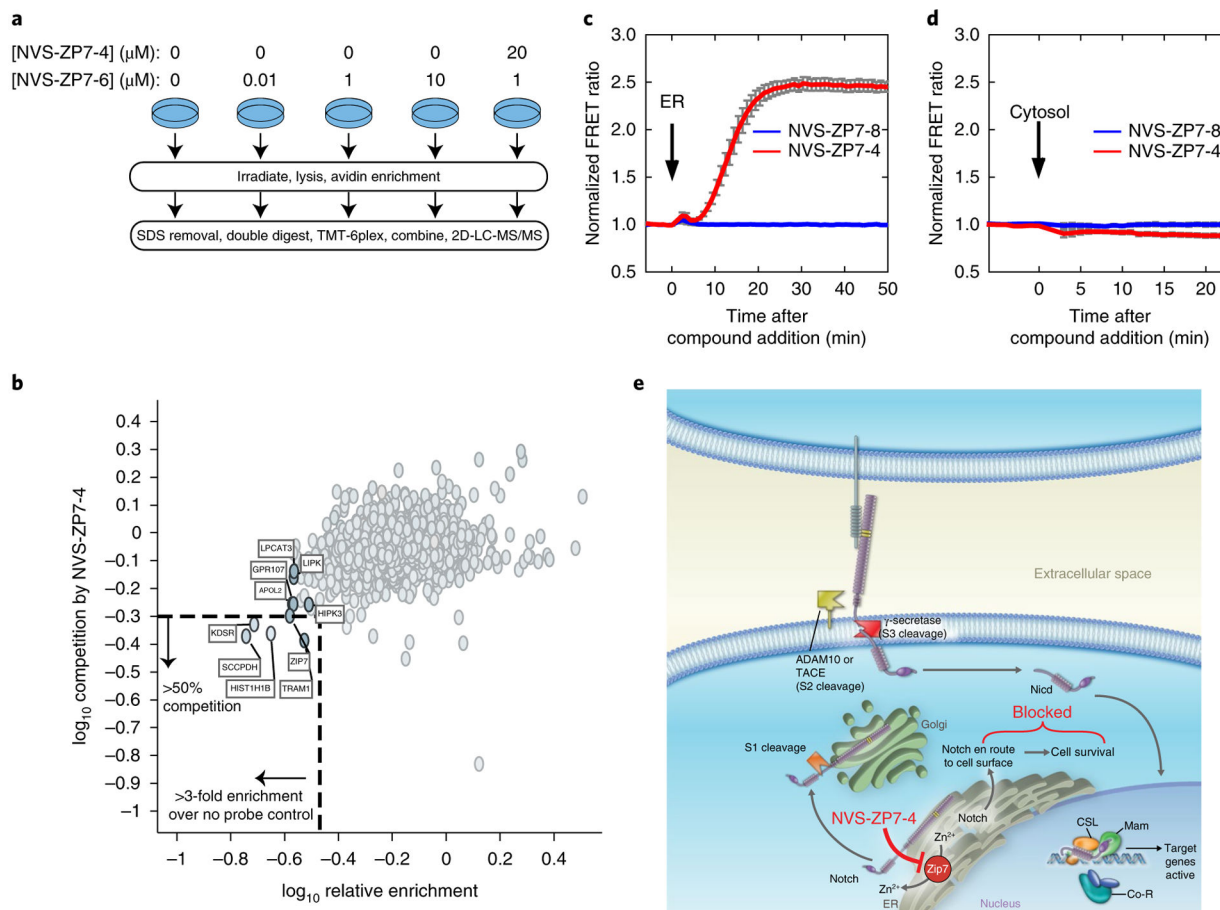 a
[NVS-ZP7-4] (μM): 0 0 0 0 20
[NVS-ZP7-6] (μM): 0 0.01 1 10 1
Irradiate, lysis, avidin enrichment
SDS removal, double digest, TMT-6plex, combine, 2D-LC-MS/MS
b
log10 competition by NVS-ZP7-4
0.4
0.3
0.2
0.1
0
–0.1
–0.2
–0.3
–0.4
–0.5
–0.6
–0.7
–0.8
–0.9
–1
LPCAT3
LIPK
GPR107
APOL2
HIPK3
KDSR
SCCPDH
ZIP7
HIST1H1B
TRAM1
>50%
competition
>3-fold enrichment
over no probe control
–1 –0.8 –0.6 –0.4 –0.2 0 0.2 0.4
log10 relative enrichment
c
Normalized FRET ratio
3.0
2.5
2.0
1.5
1.0
0.5
ER
NVS-ZP7-8
NVS-ZP7-4
0 10 20 30 40 50
Time after
compound addition (min)
d
Normalized FRET ratio
3.0
2.5
2.0
1.5
1.0
0.5
Cytosol
NVS-ZP7-8
NVS-ZP7-4
0 5 10 15 20
Time after
compound addition (min)
e
Extracellular space
γ-secretase
(S3 cleavage)
ADAM10 or
TACE
(S2 cleavage)
Nicd
Blocked
Golgi
S1 cleavage
Notch en route
to cell surface
Cell survival
NVS-ZP7-4
Notch
Zn2+
Zip7
Notch
Zn2+
ER
Nucleus
CSL
Mam
Target
genes
active
Co-R